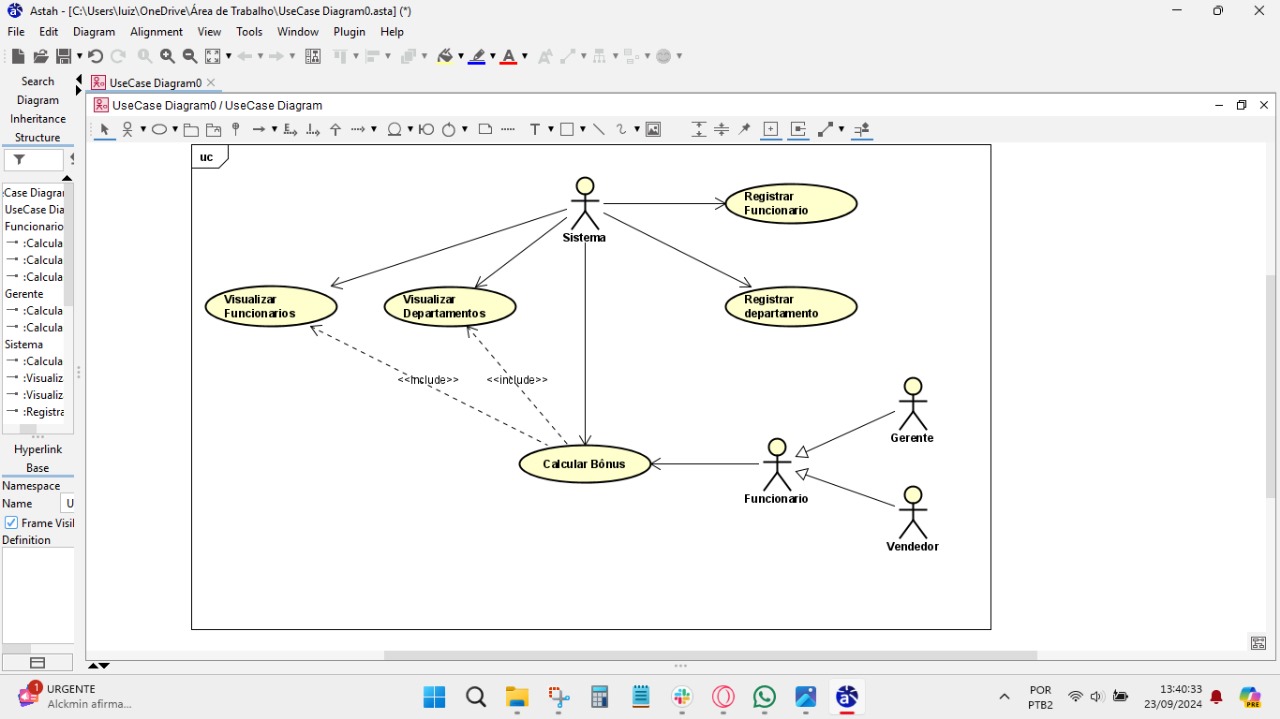 Astah - [C:\Users\luiz\OneDrive\Área de Trabalho\UseCase Diagram0.asta] (*)
File Edit Diagram Alignment View Tools Window Plugin Help
Search
Diagram
Inheritance
Structure
UseCase Diagram0
UseCase Diagram0 / UseCase Diagram
uc
Sistema
Registrar
Funcionario
Visualizar
Funcionarios
Visualizar
Departamentos
Registrar
departamento
<<Include>>
<<include>>
Calcular Bônus
Gerente
Funcionario
Vendedor
Case Diagra
UseCase Dia
Funcionario
:Calcula
:Calcula
:Calcula
Gerente
:Calcula
:Calcula
Sistema
:Calcula
:Visualiz
:Visualiz
:Registra
Hyperlink
Base
Namespace
Name U
Frame Visil
Definition
1
URGENTE
Alckmin afirma...
POR
PTB2
13:40:33
23/09/2024
PRE